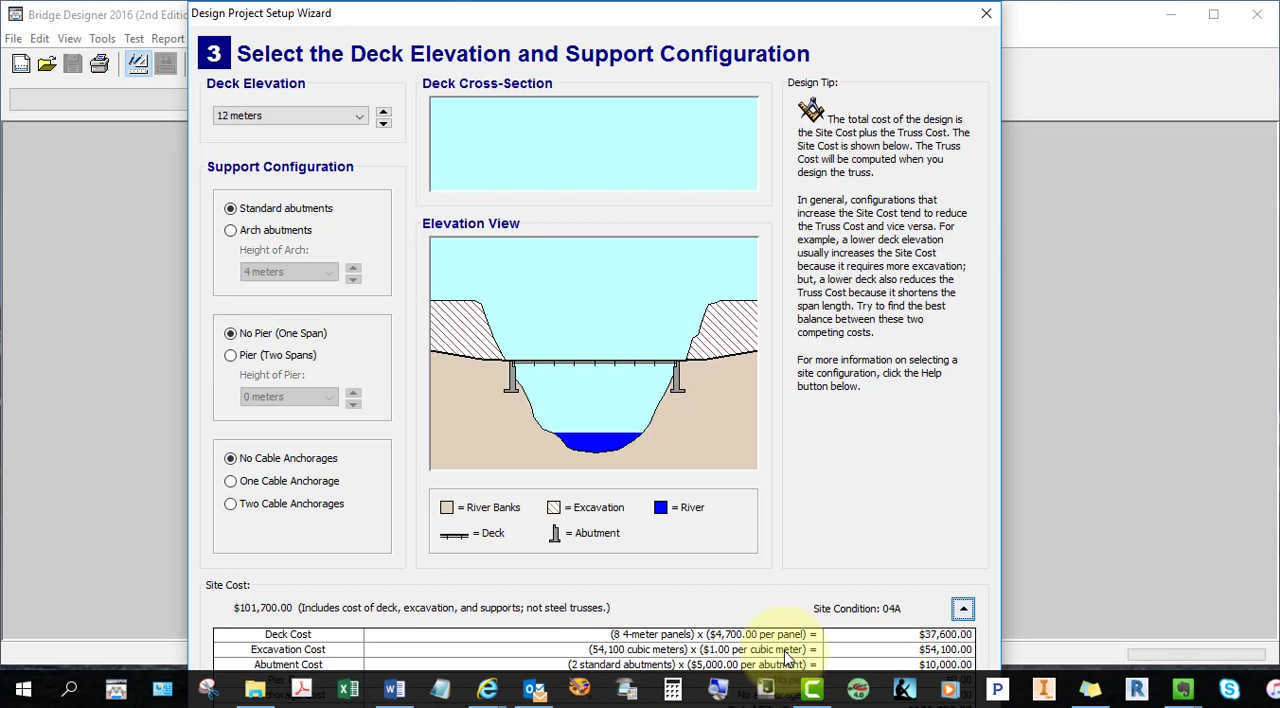 Bridge Designer 2016 (2nd Edition
Design Project Setup Wizard
File Edit View Tools Test Report
3 Select the Deck Elevation and Support Configuration
Deck Elevation
12 meters
Support Configuration
Standard abutments
Arch abutments
Height of Arch:
4 meters
No Pier (One Span)
Pier (Two Spans)
Height of Pier:
0 meters
No Cable Anchorages
One Cable Anchorage
Two Cable Anchorages
Deck Cross-Section
Elevation View
= River Banks
= Excavation
= River
= Deck
= Abutment
Design Tip:
The total cost of the design is
the Site Cost plus the Truss Cost. The
Site Cost is shown below. The Truss
Cost will be computed when you
design the truss.
In general, configurations that
increase the Site Cost tend to reduce
the Truss Cost and vice versa. For
example, a lower deck elevation
usually increases the Site Cost
because it requires more excavation;
but, a lower deck also reduces the
Truss Cost because it shortens the
span length. Try to find the best
balance between these two
competing costs.
For more information on selecting a
site configuration, click the Help
button below.
Site Cost:
$101,700.00 (Includes cost of deck, excavation, and supports; not steel trusses.)
Site Condition: 04A
Deck Cost (8 4-meter panels) x ($4,700.00 per panel) = $37,600.00
Excavation Cost (54,100 cubic meters) x ($1.00 per cubic meter) = $54,100.00
Abutment Cost (2 standard abutments) x ($5,000.00 per abutment) = $10,000.00